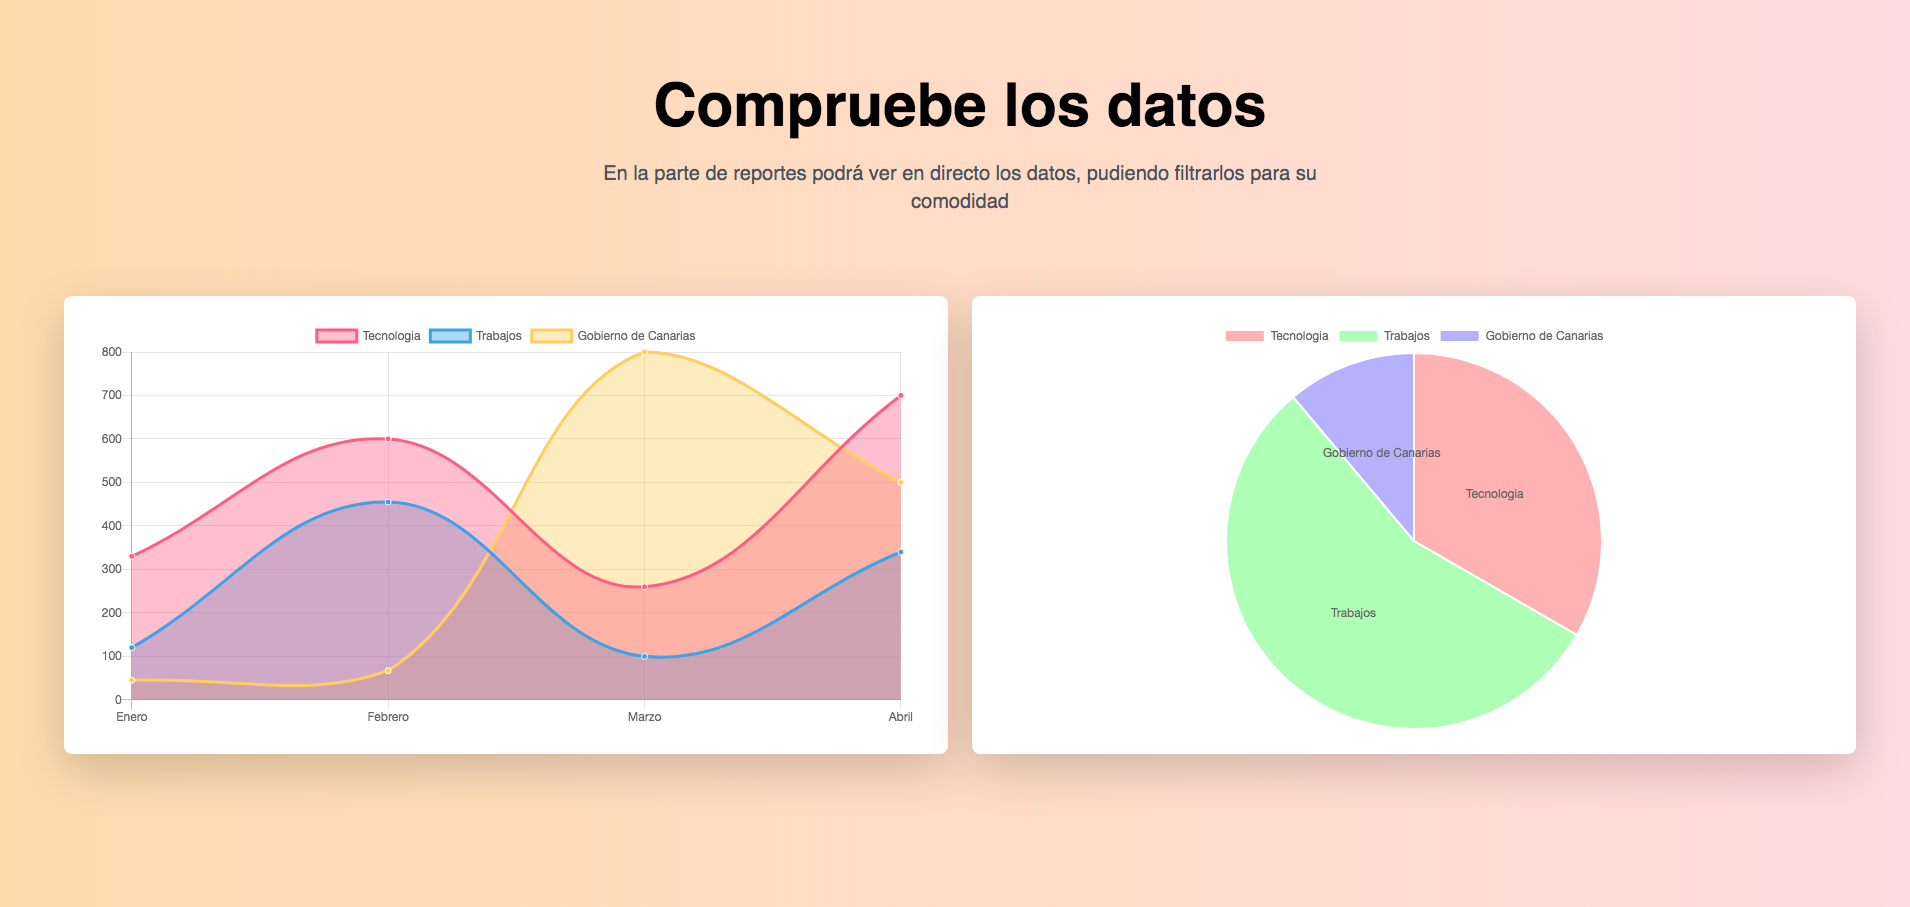 Compruebe los datos
En la parte de reportes podrá ver en directo los datos, pudiendo filtrarlos para su
comodidad
Tecnologia Trabajos Gobierno de Canarias
800
700
600
500
400
300
200
100
0
Enero Febrero Marzo Abril
Tecnologia Trabajos Gobierno de Canarias
Gobierno de Canarias
Tecnologia
Trabajos